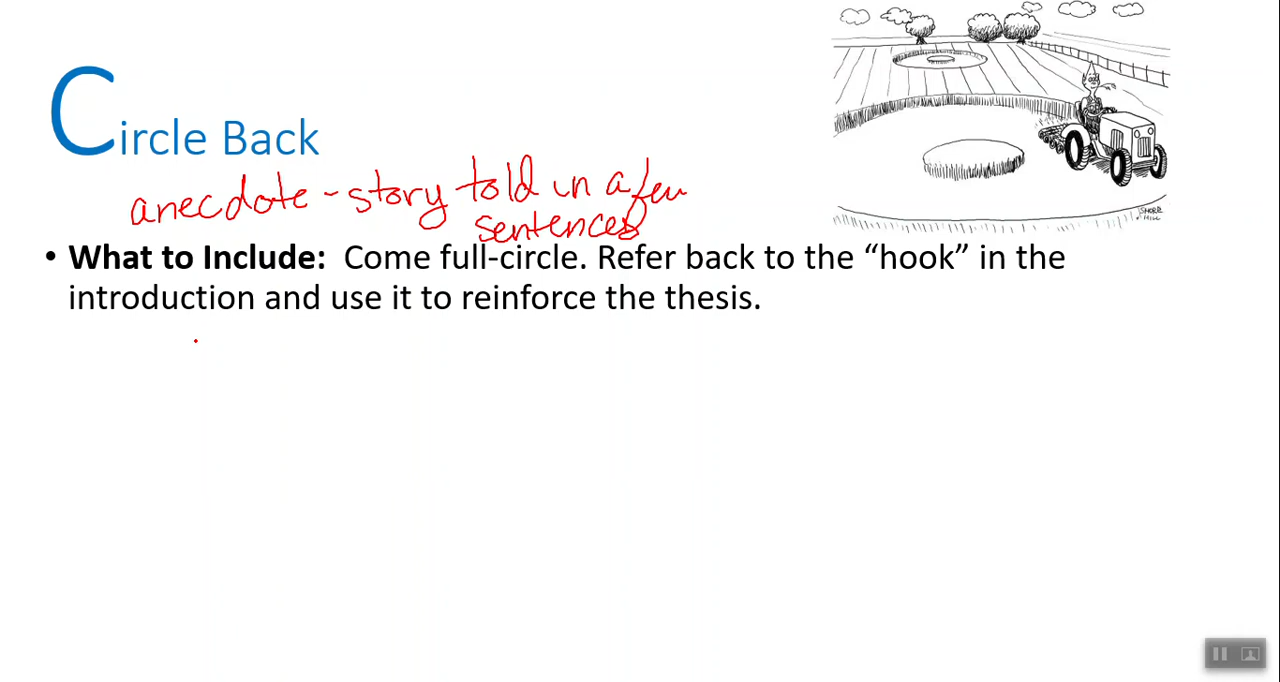 Circle Back
anecdote - story told in a few
sentences
• What to Include: Come full-circle. Refer back to the “hook” in the
introduction and use it to reinforce the thesis.